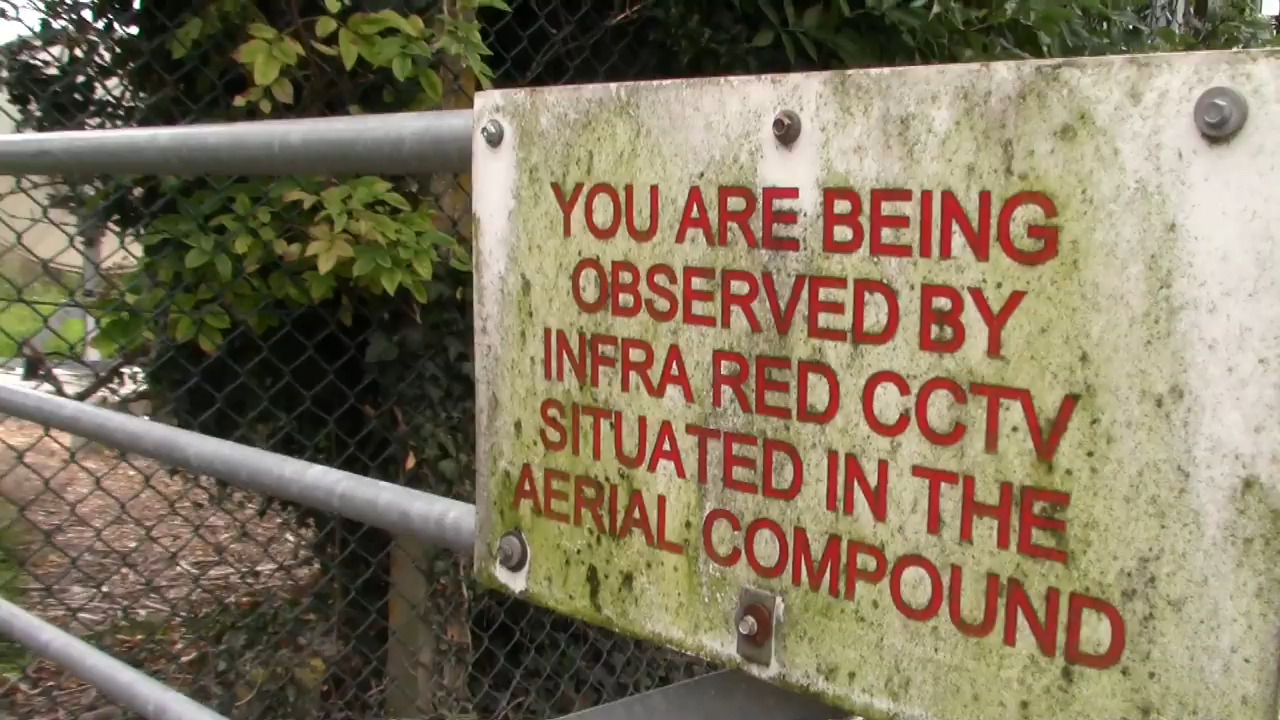 YOU ARE BEING
OBSERVED BY
INFRA RED CCTV
SITUATED IN THE
AERIAL COMPOUND